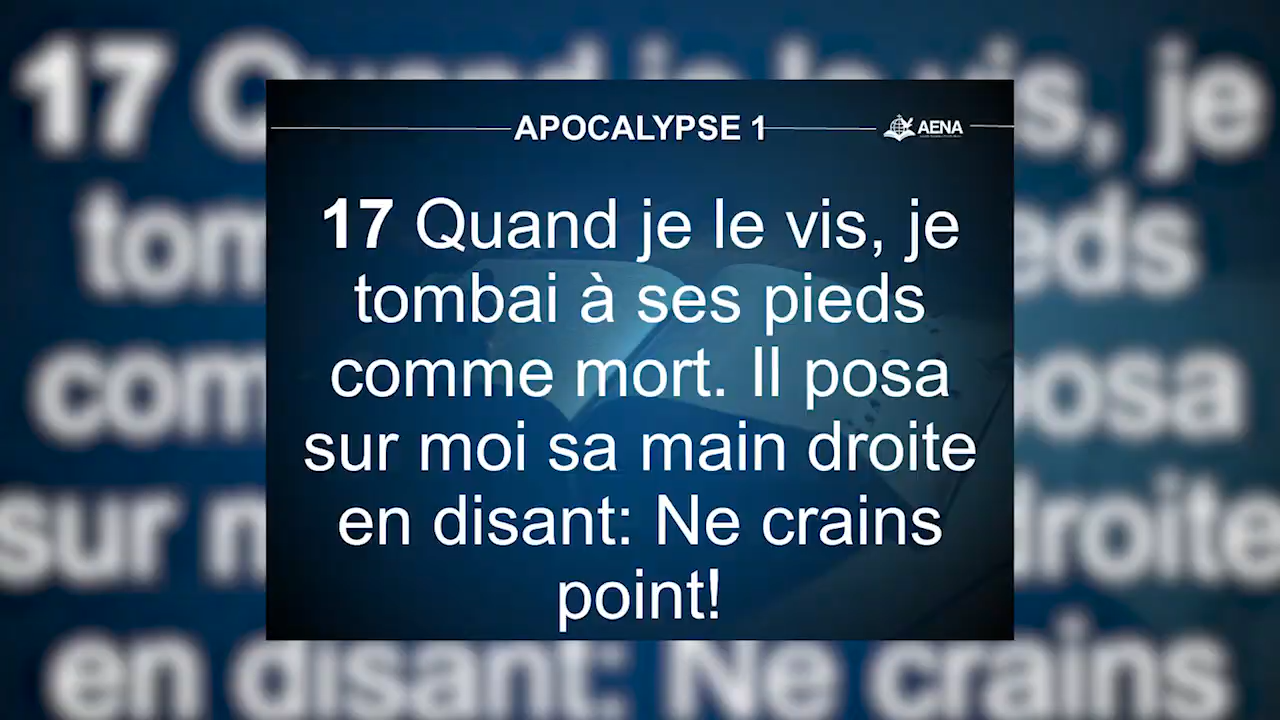 APOCALYPSE 1
AENA
17 Quand je le vis, je
tombai à ses pieds
comme mort. Il posa
sur moi sa main droite
en disant: Ne crains
point!